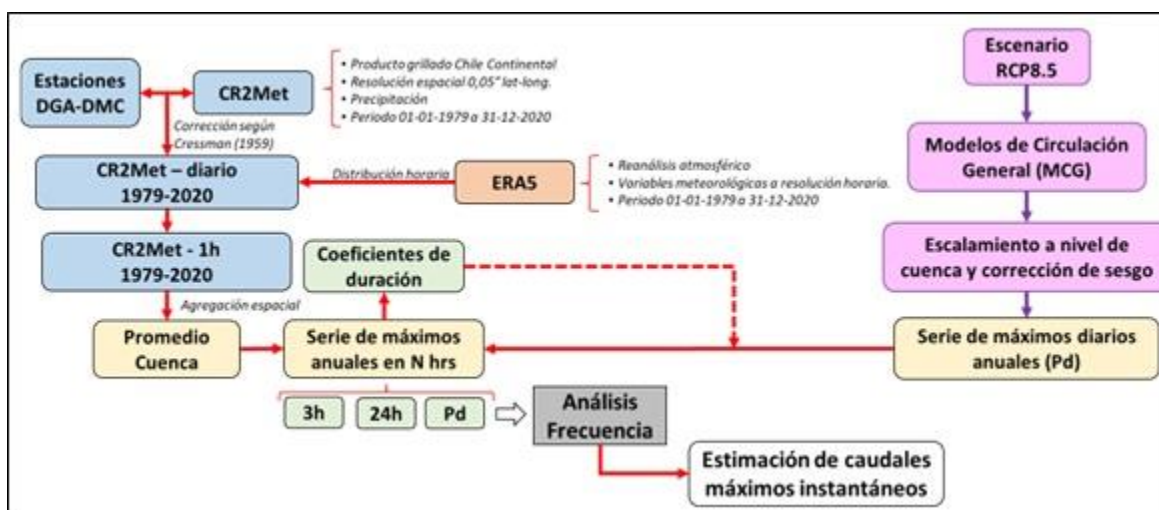 Estaciones
DGA-DMC
CR2Met
• Producto grillado Chile Continental
• Resolución espacial 0,05° lat-long.
• Precipitación
• Periodo 01-01-1979 a 31-12-2020
Corrección según
Cressman (1959)
CR2Met – diario
1979-2020
Distribución horaria
ERA5
• Reanálisis atmosférico
• Variables meteorológicas a resolución horaria.
• Periodo 01-01-1979 a 31-12-2020
CR2Met - 1h
1979-2020
Agregación espacial
Coeficientes de
duración
Promedio
Cuenca
Serie de máximos
anuales en N hrs
3h
24h
Pd
Análisis
Frecuencia
Estimación de caudales
máximos instantáneos
Escenario
RCP8.5
Modelos de Circulación
General (MCG)
Escalamiento a nivel de
cuenca y corrección de sesgo
Serie de máximos diarios
anuales (Pd)